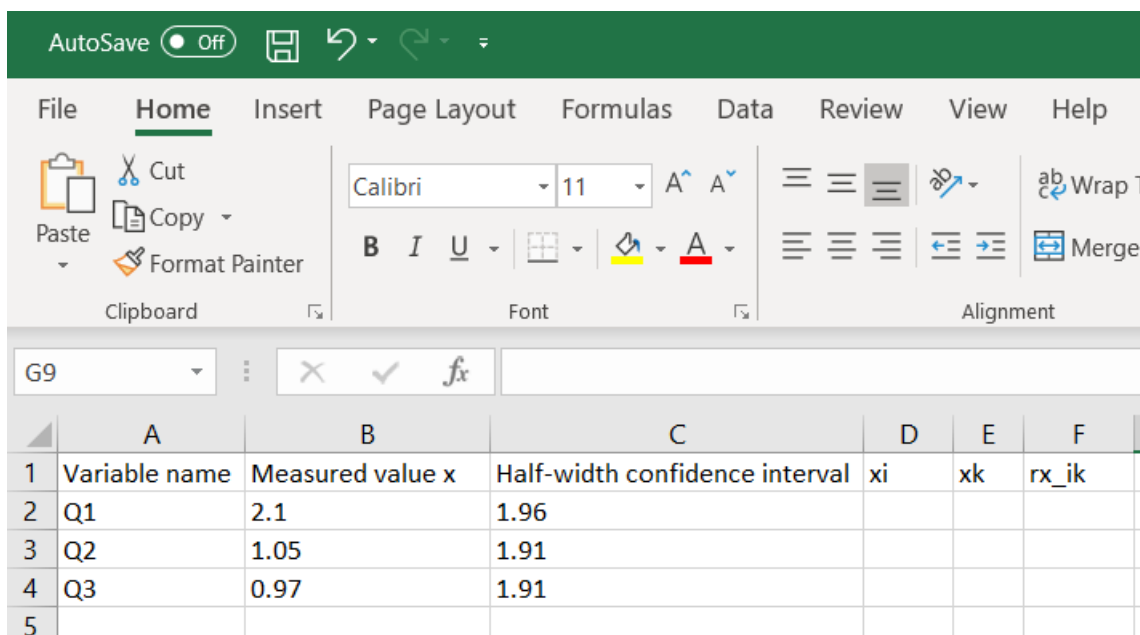 AutoSave Off
File Home Insert Page Layout Formulas Data Review View Help
Cut
Copy
Format Painter
Paste
Calibri 11 A A
B I U A
ab Wrap
Merge
Clipboard Font Alignment
G9 fx
A B C D E F
1 Variable name Measured value x Half-width confidence interval xi xk rx_ik
2 Q1 2.1 1.96
3 Q2 1.05 1.91
4 Q3 0.97 1.91
5